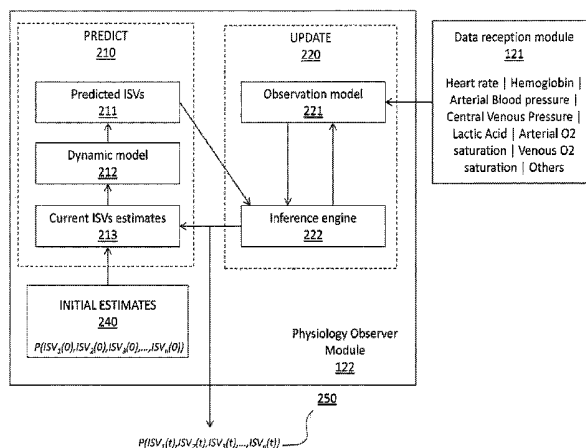 PREDICT
210
Predicted ISVs
211
Dynamic model
212
Current ISVs estimates
213
INITIAL ESTIMATES
240
P(ISV1(0),ISV2(0),ISV3(0),...,ISVn(0))
UPDATE
220
Observation model
221
Inference engine
222
Physiology Observer
Module
122
Data reception module
121
Heart rate | Hemoglobin |
Arterial Blood pressure |
Central Venous Pressure |
Lactic Acid | Arterial O2
saturation | Venous O2
saturation | Others
250
P(ISV1(t),ISV2(t),ISV3(t),...,ISVn(t))